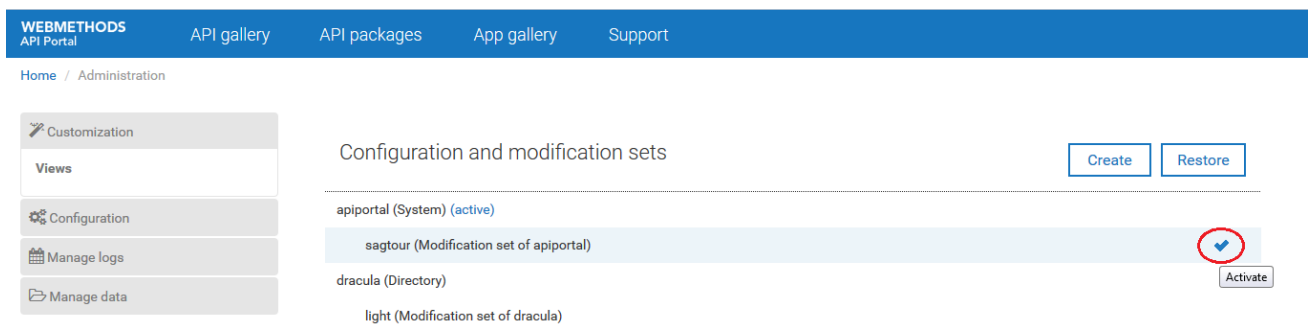 WEBMETHODS
API Portal
API gallery
API packages
App gallery
Support
Home / Administration
Customization
Views
Configuration
Manage logs
Manage data
Configuration and modification sets
Create
Restore
apiportal (System) (active)
sagtour (Modification set of apiportal)
Activate
dracula (Directory)
light (Modification set of dracula)